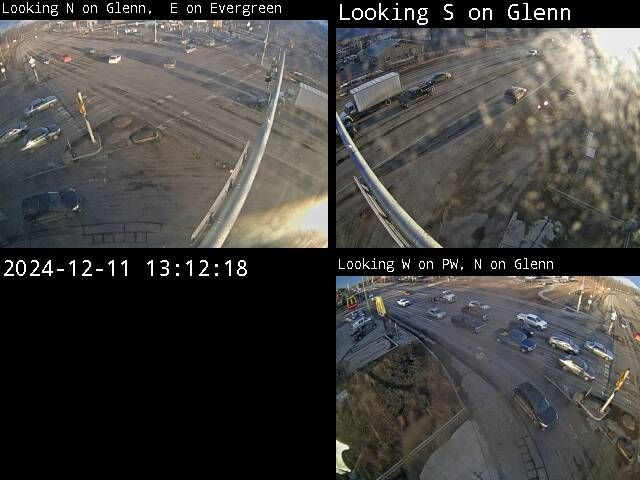 Looking N on Glenn,  E on Evergreen
Looking S on Glenn
2024-12-11 13:12:18
Looking W on PW, N on Glenn